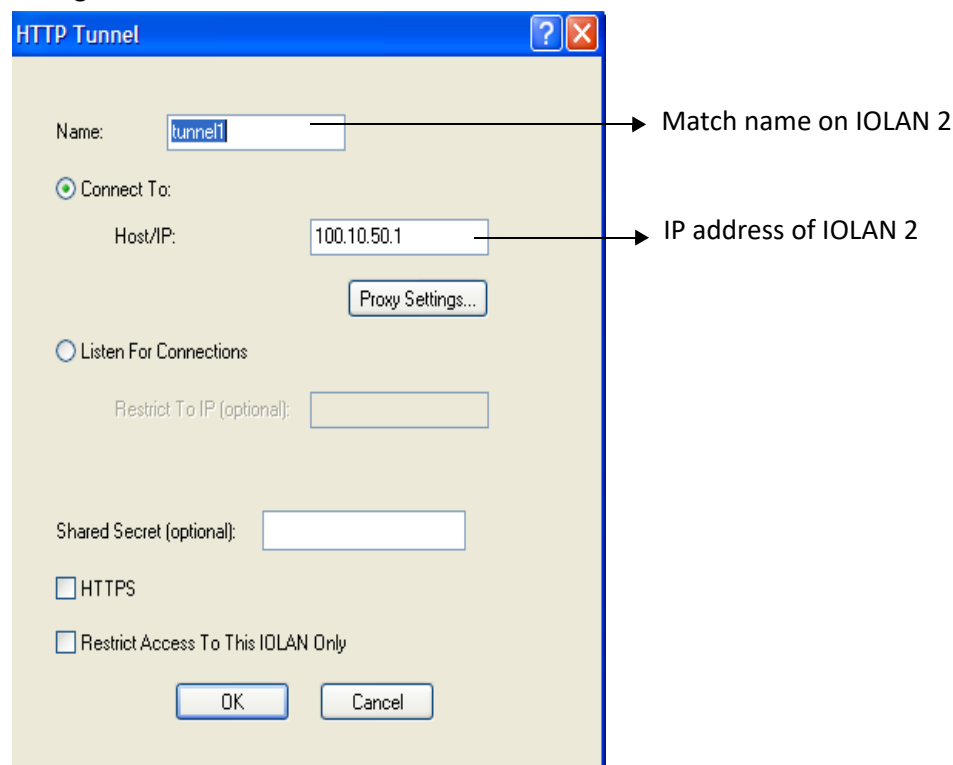 HTTP Tunnel
Name: tunnel1
Match name on IOLAN 2
Connect To:
Host/IP: 100.10.50.1
IP address of IOLAN 2
Proxy Settings...
Listen For Connections
Restrict To IP (optional):
Shared Secret (optional):
HTTPS
Restrict Access To This IOLAN Only
OK Cancel